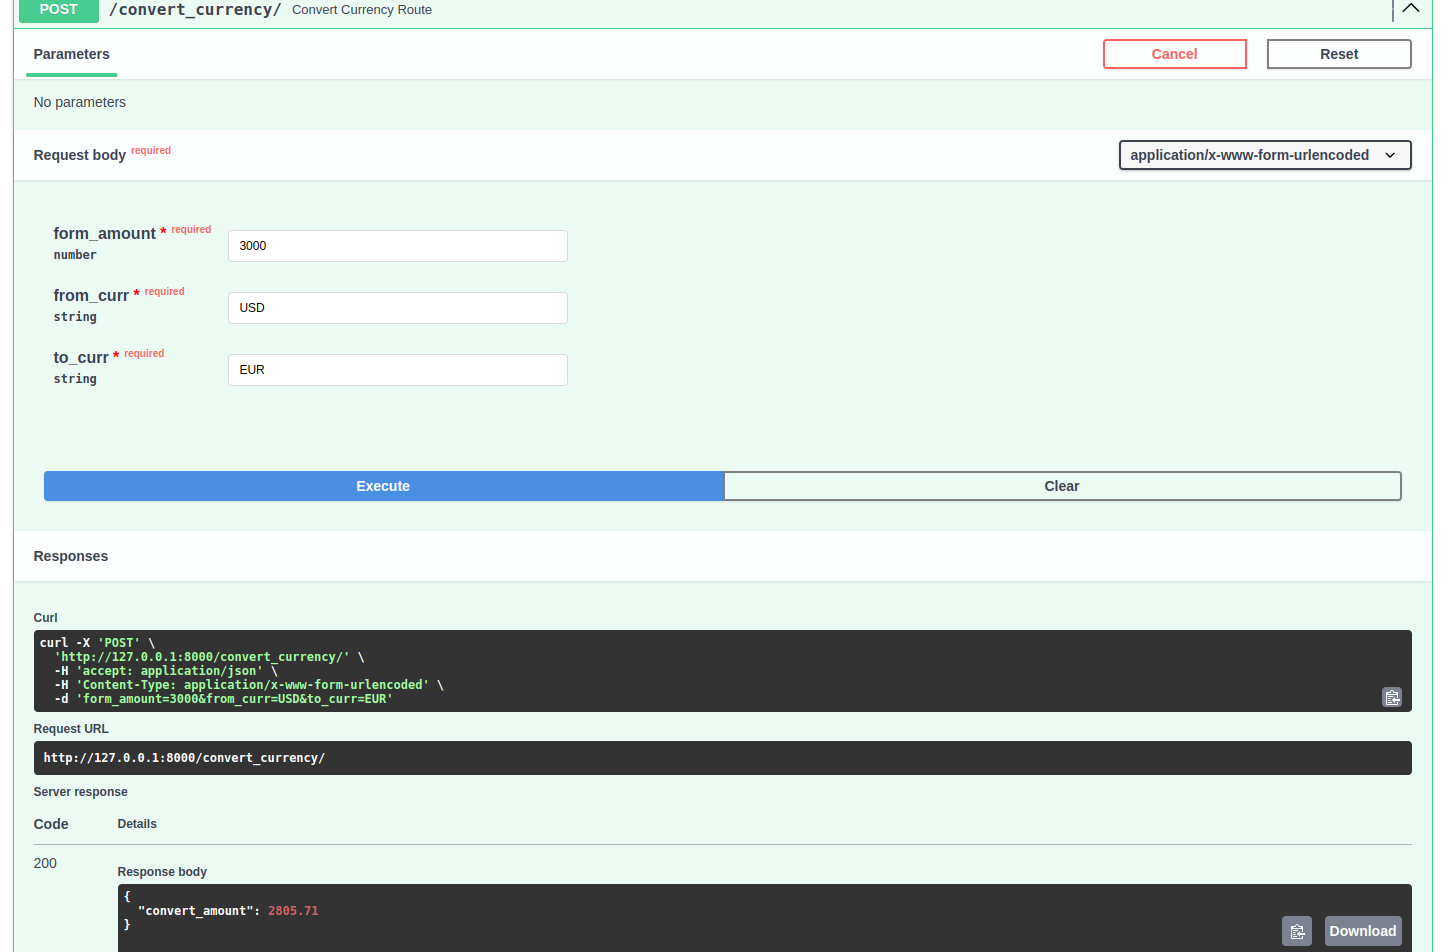 POST /convert_currency/ Convert Currency Route
Parameters Cancel Reset
No parameters
Request body required application/x-www-form-urlencoded
form_amount * required
number
3000
from_curr * required
string
USD
to_curr * required
string
EUR
Execute Clear
Responses
Curl
curl -X 'POST' \
  'http://127.0.0.1:8000/convert_currency/' \
  -H 'accept: application/json' \
  -H 'Content-Type: application/x-www-form-urlencoded' \
  -d 'form_amount=3000&from_curr=USD&to_curr=EUR'
Request URL
http://127.0.0.1:8000/convert_currency/
Server response
Code Details
200
Response body
{
  "convert_amount": 2805.71
}
Download